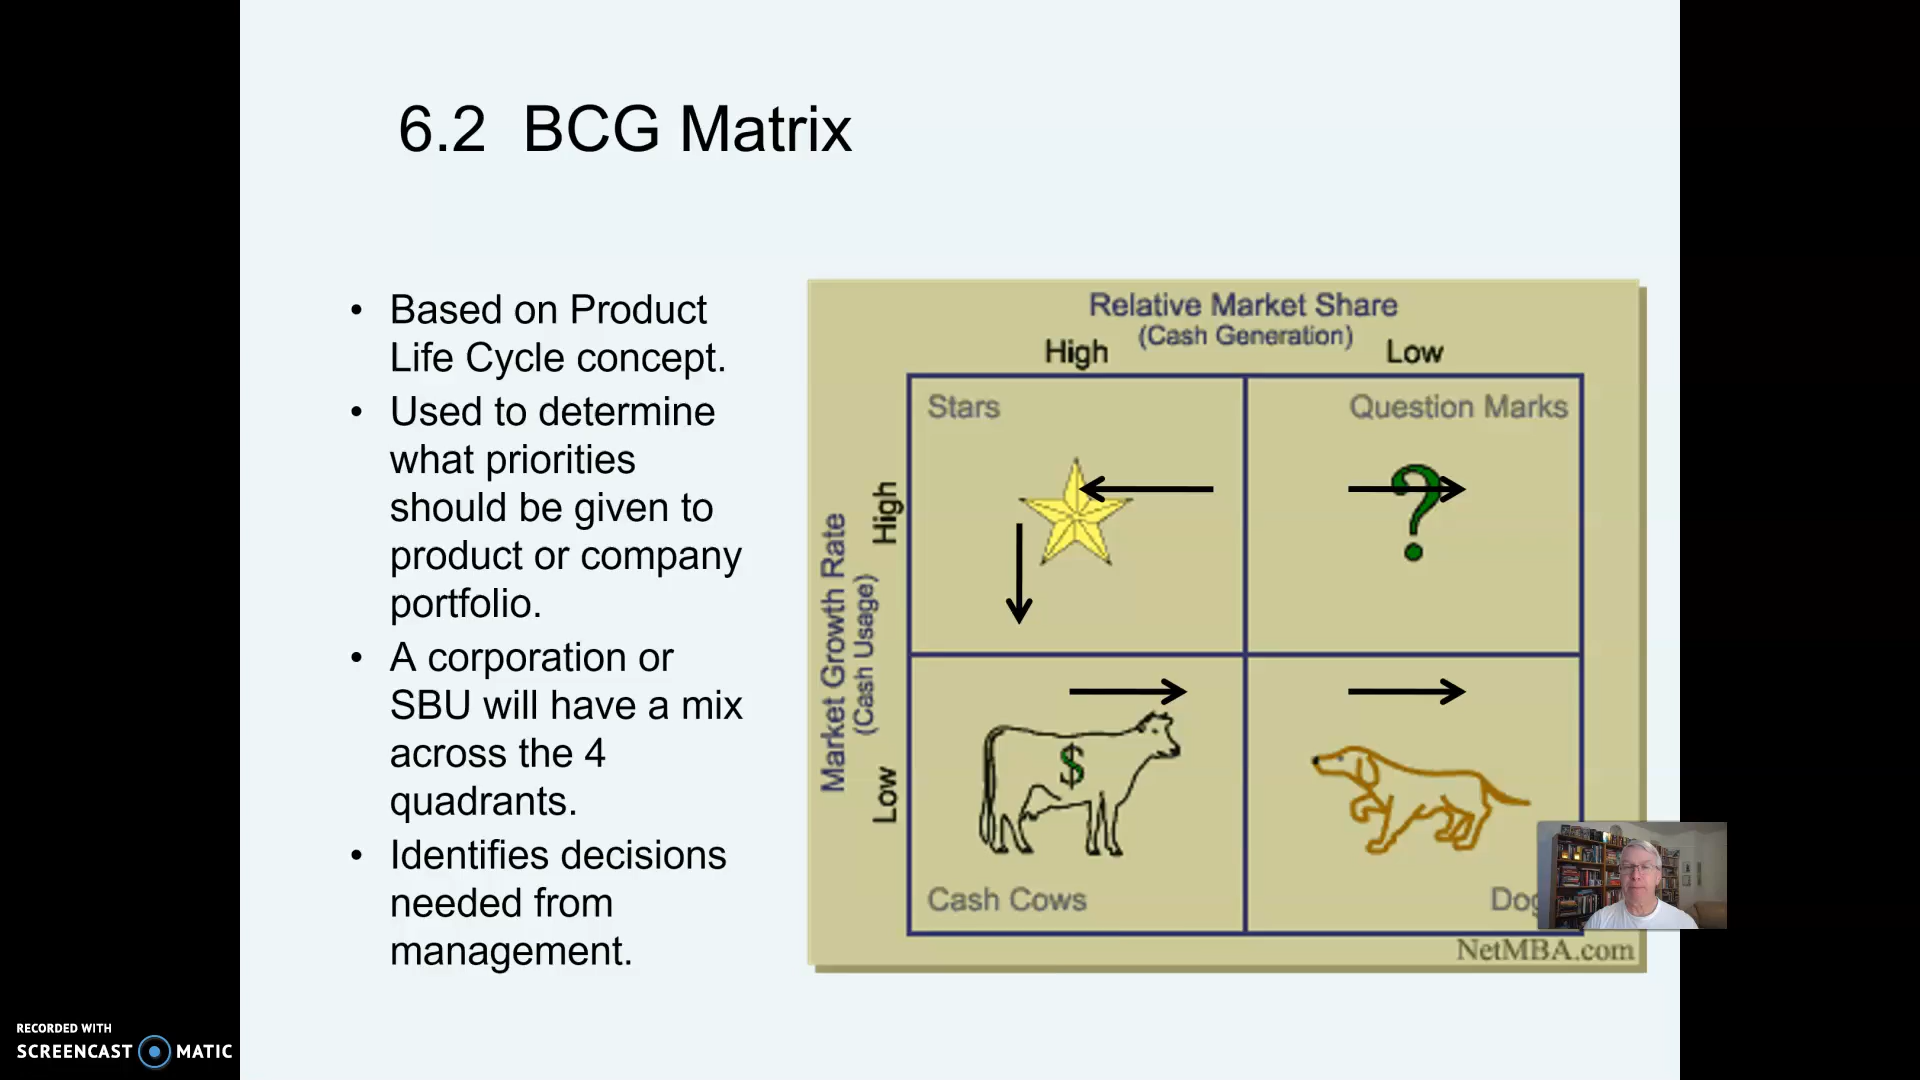 6.2 BCG Matrix
• Based on Product
Life Cycle concept.
• Used to determine
what priorities
should be given to
product or company
portfolio.
• A corporation or
SBU will have a mix
across the 4
quadrants.
• Identifies decisions
needed from
management.
Relative Market Share
(Cash Generation)
High
Low
Market Growth Rate
(Cash Usage)
High
Low
Stars
Question Marks
?
$
Cash Cows
NetMBA.com
RECORDED WITH
SCREENCAST MATIC